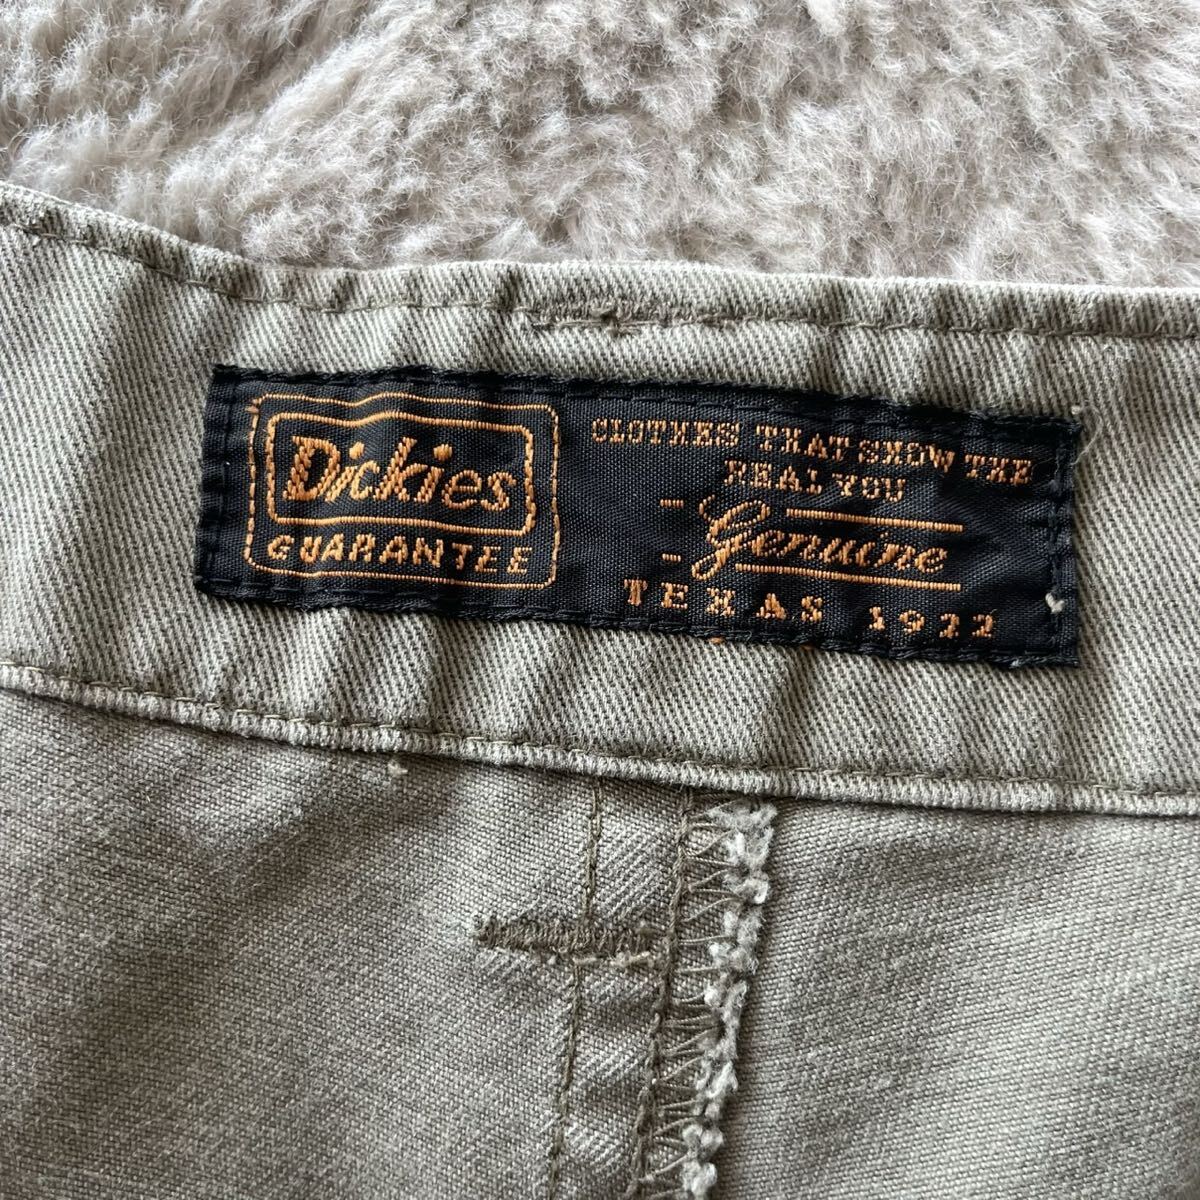 Dickies
GUARANTEE
CLOTHES THAT SHOW THE
REAL YOU
Genuine
TEXAS 1922